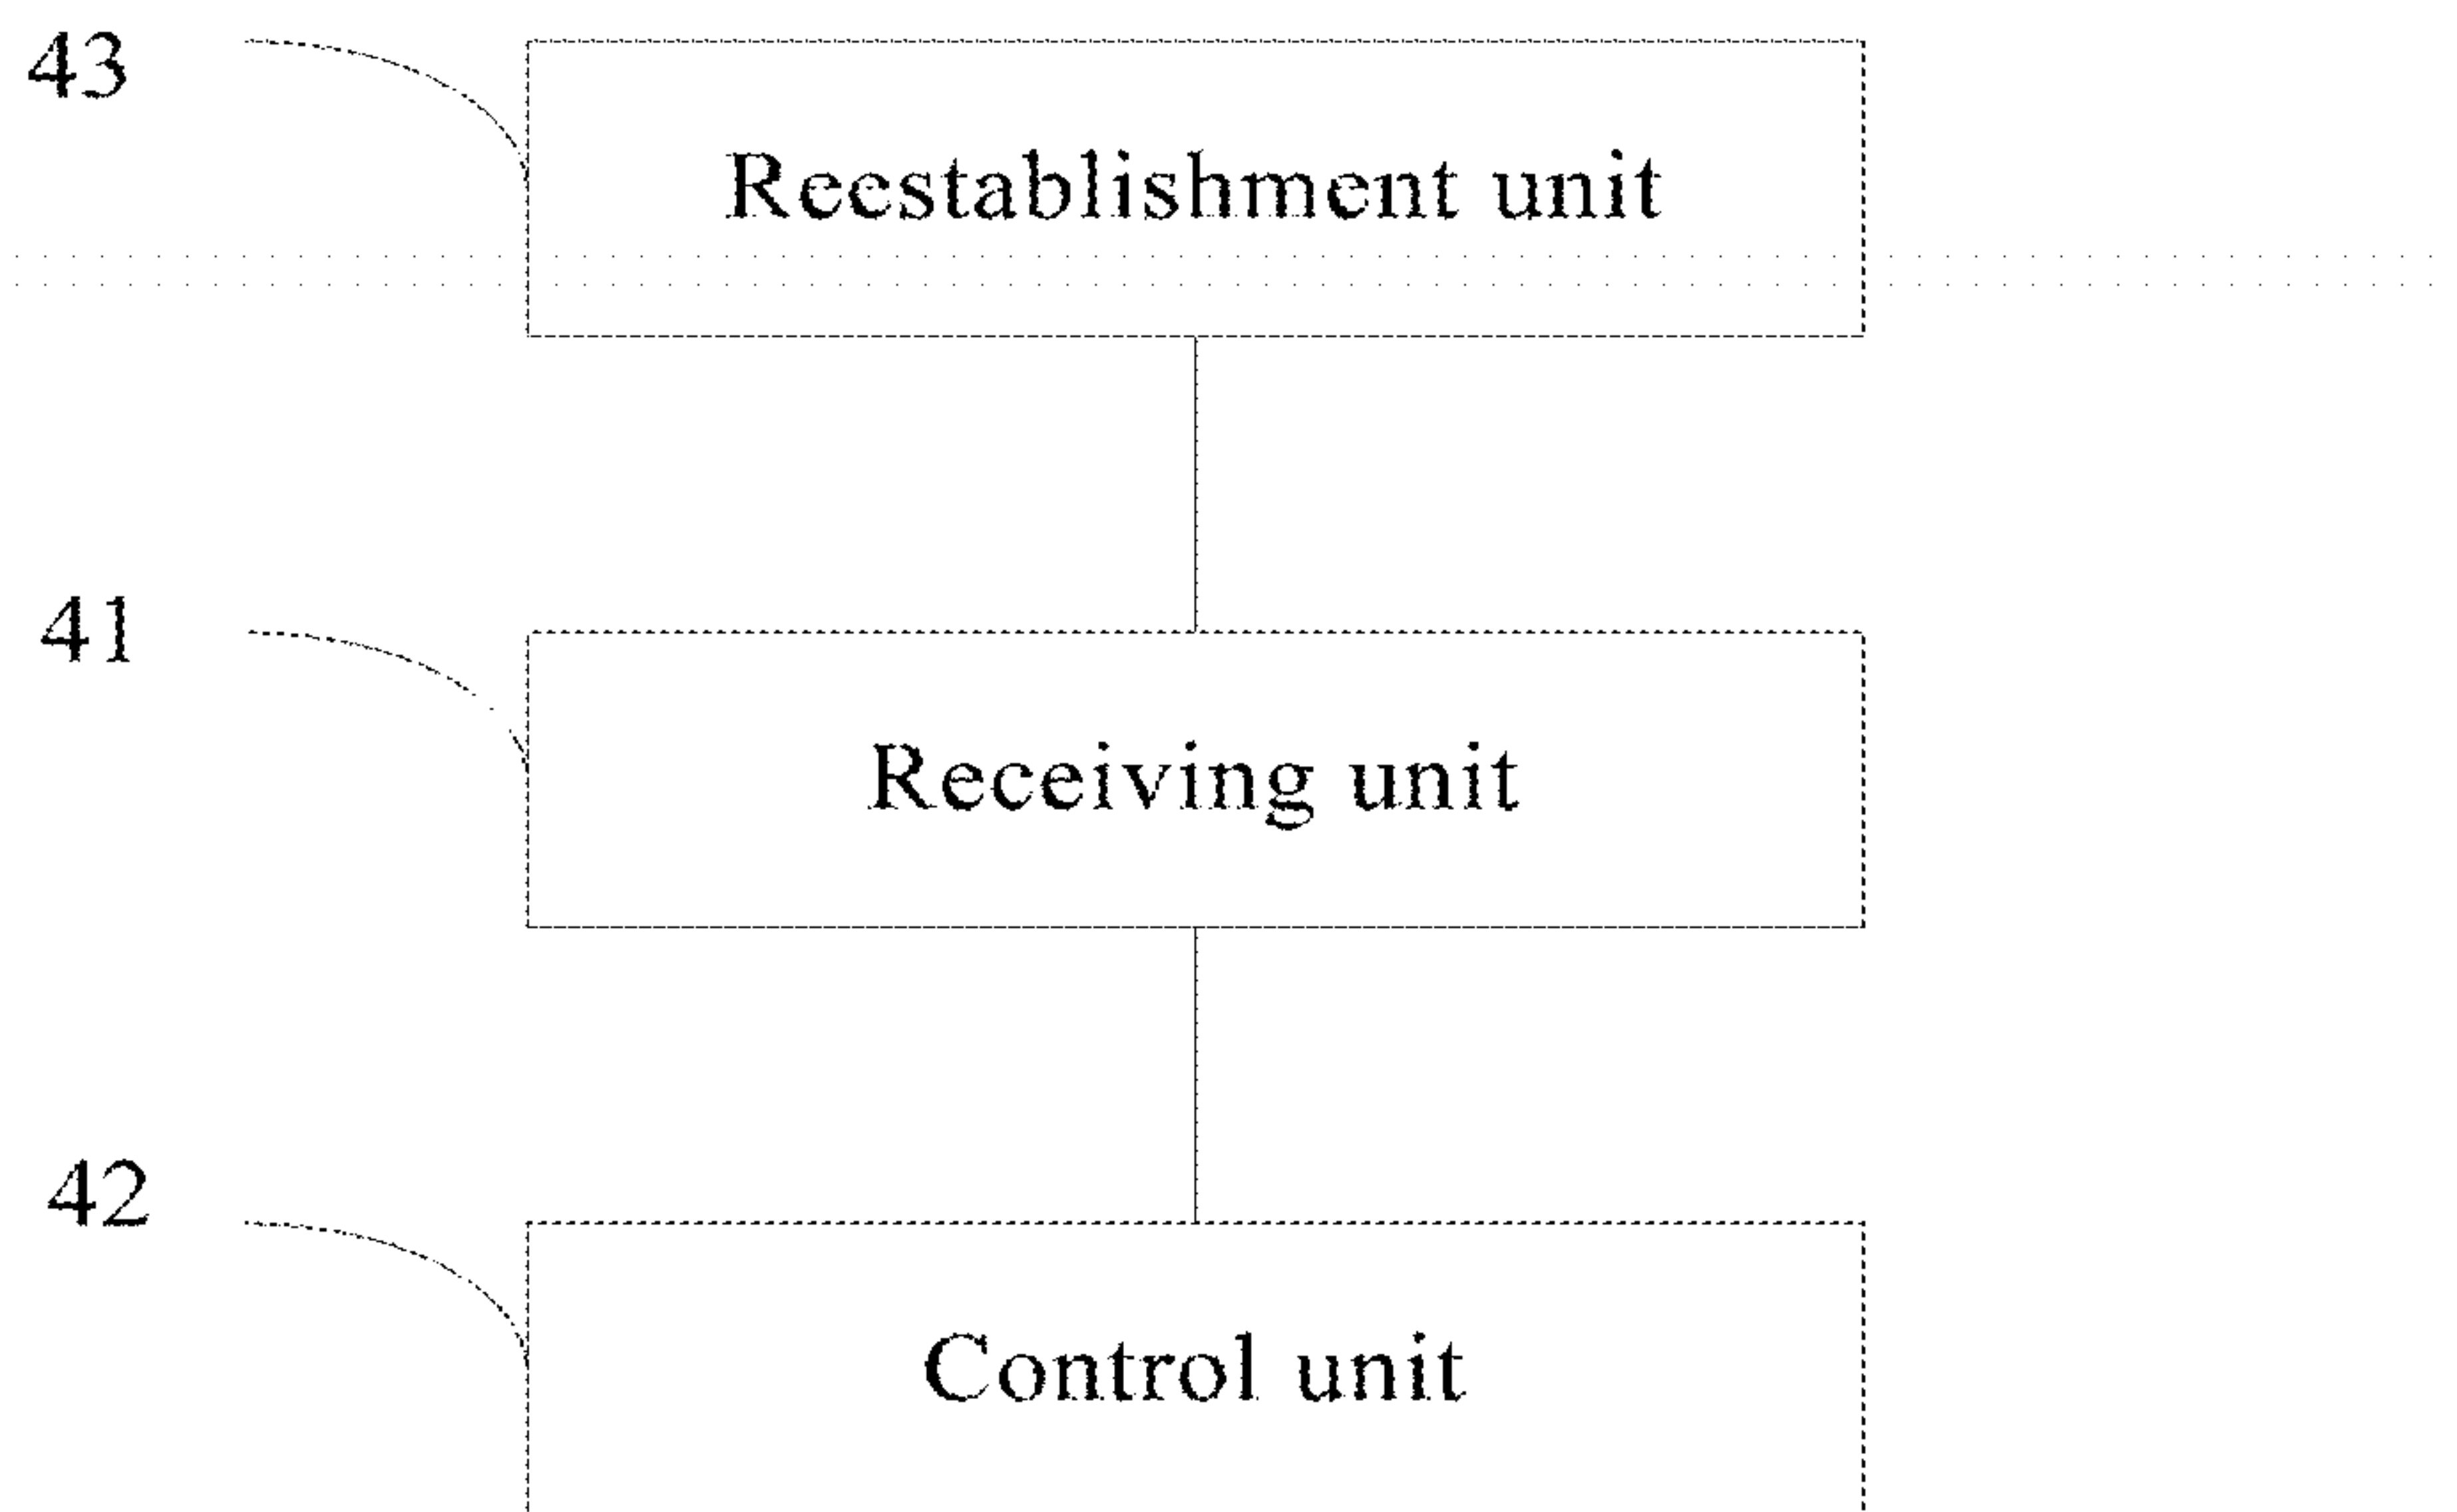 43
Reestablishment unit
41
Receiving unit
42
Control unit